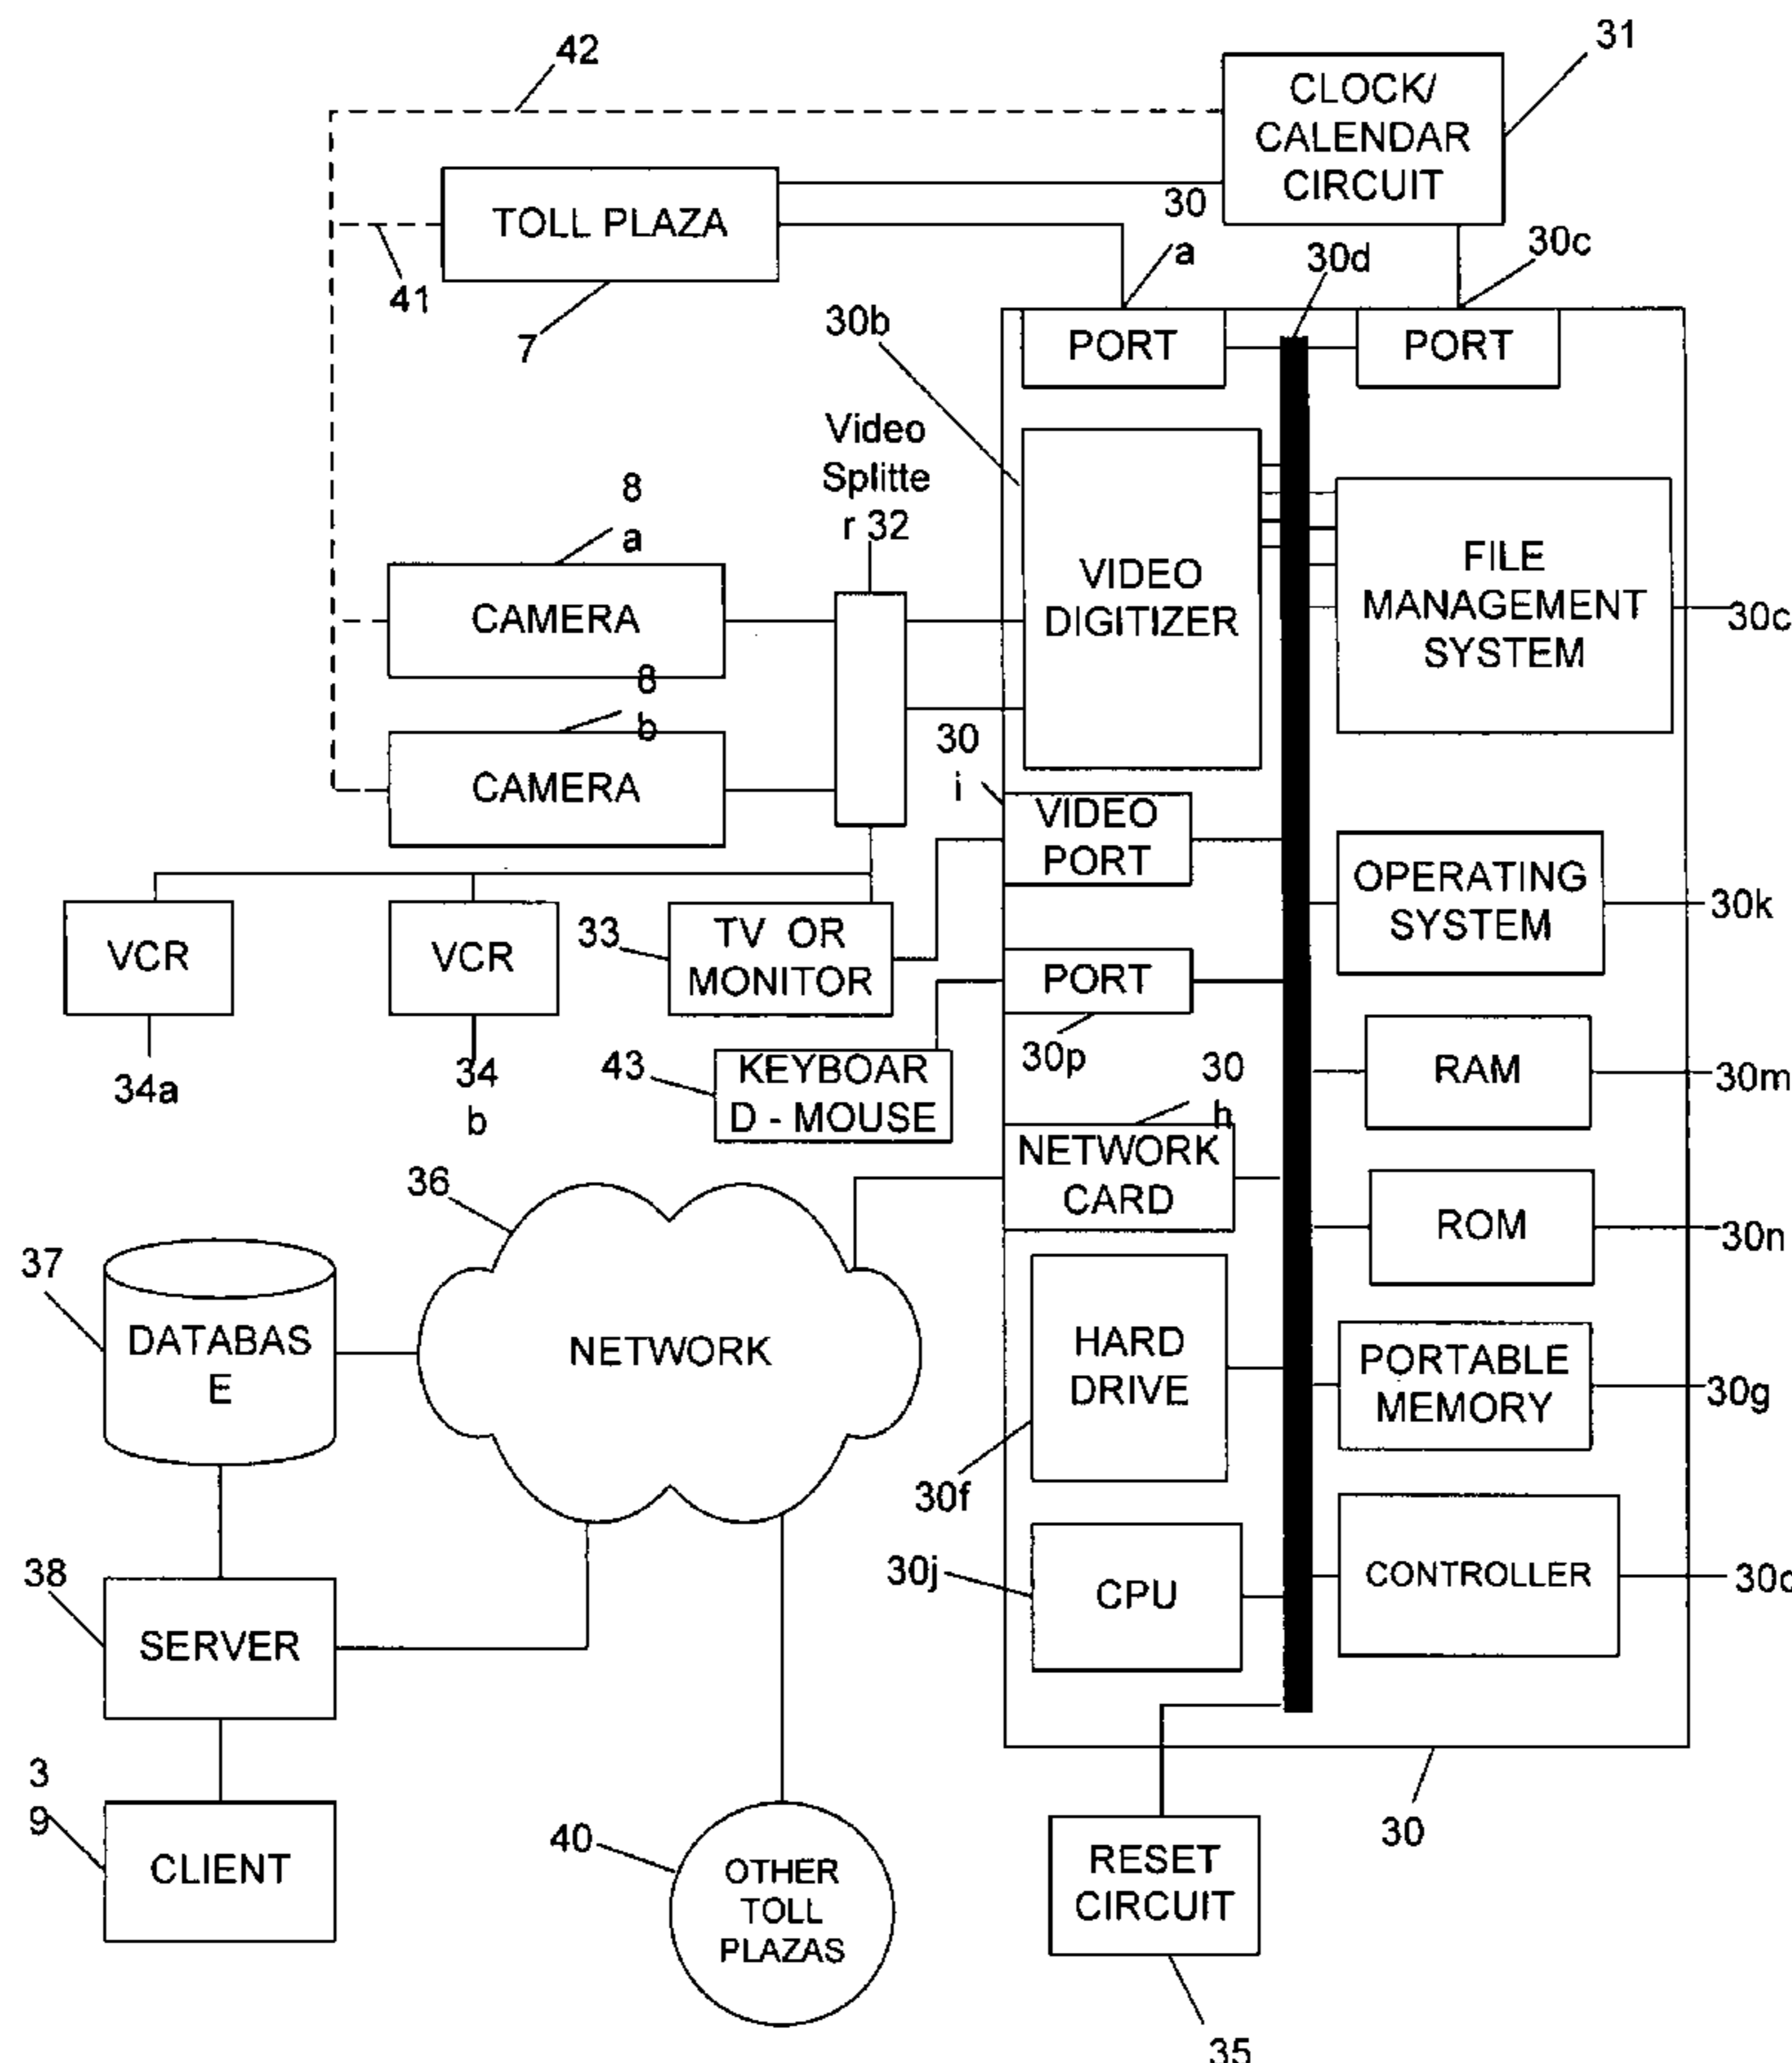 42
31
CLOCK/
CALENDAR
CIRCUIT
TOLL PLAZA
30
a
30d
30c
41
7
30b
PORT
PORT
Video
Splitte
r 32
8
a
CAMERA
VIDEO
DIGITIZER
FILE
MANAGEMENT
SYSTEM
30c
8
b
CAMERA
30
i
VIDEO
PORT
OPERATING
SYSTEM
30k
VCR
VCR
33
TV OR
MONITOR
PORT
34a
34
b
43
KEYBOAR
D - MOUSE
30p
30
h
RAM
30m
NETWORK
CARD
36
ROM
30n
37
DATABAS
E
NETWORK
HARD
DRIVE
PORTABLE
MEMORY
30g
30f
38
SERVER
30j
CPU
CONTROLLER
3
9
CLIENT
40
OTHER
TOLL
PLAZAS
RESET
CIRCUIT
30
35